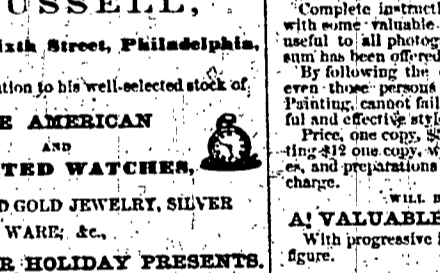 USSELL,
ixth Street, Philadelphia,
tion to his well-selected stock of
E AMERICAN
AND
TED WATCHES,
D GOLD JEWELRY, SILVER
WARE, &c.,
R HOLIDAY PRESENTS.
Complete instructi
with some valuable
useful to all photog
sum has been offered
By following the
even those persons
Painting, cannot fail
ful and effective style
Price, one copy, $
ting $12 one copy, w
es, and preparations
charge.
WILL B
A VALUABLE
With progressive i
figure.